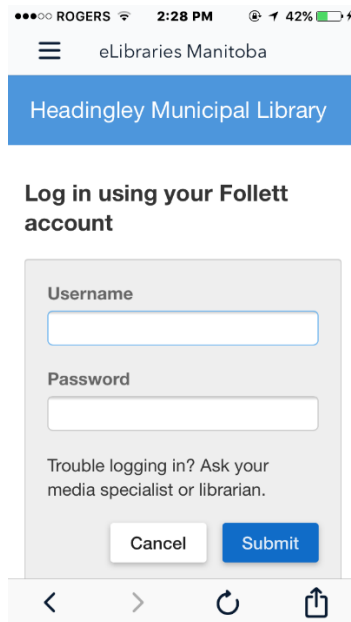 ROGERS 2:28 PM 42%
eLibraries Manitoba
Headingley Municipal Library
Log in using your Follett
account
Username
Password
Trouble logging in? Ask your
media specialist or librarian.
Cancel Submit